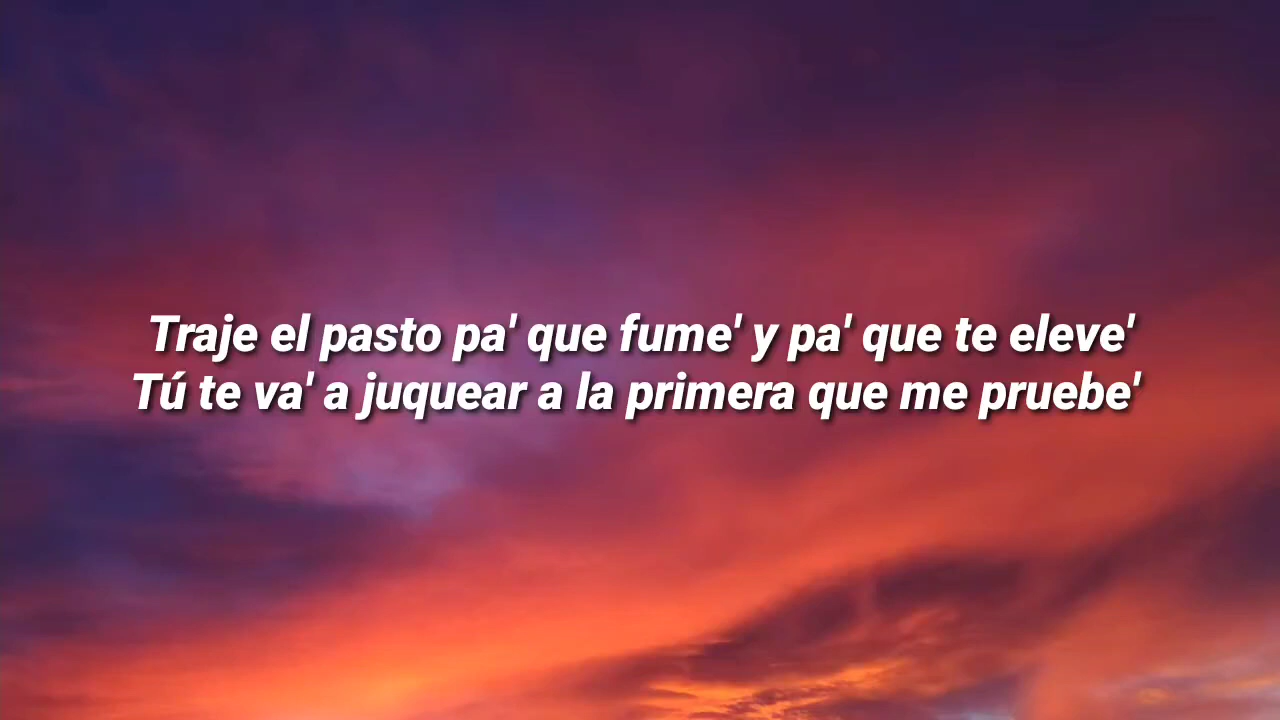 Traje el pasto pa' que fume' y pa' que te eleve'
Tú te va' a juquear a la primera que me pruebe'